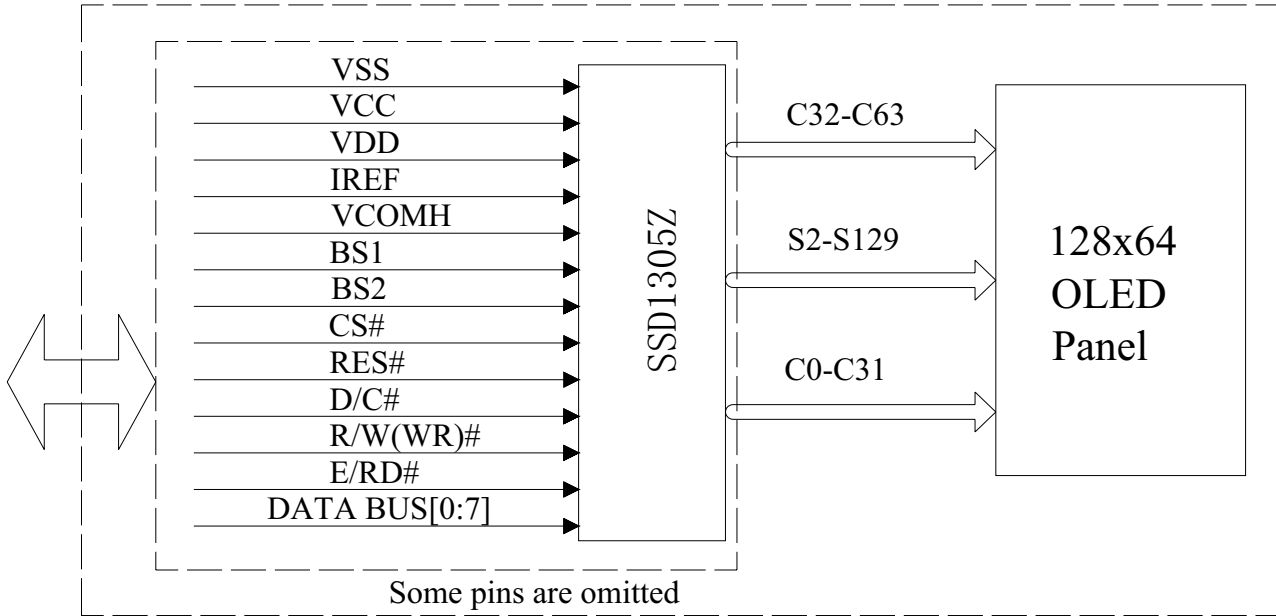 VSS
VCC
VDD
IREF
VCOMH
BS1
BS2
CS#
RES#
D/C#
R/W(WR)#
E/RD#
DATA BUS[0:7]
SSD1305Z
C32-C63
S2-S129
C0-C31
128x64
OLED
Panel
Some pins are omitted